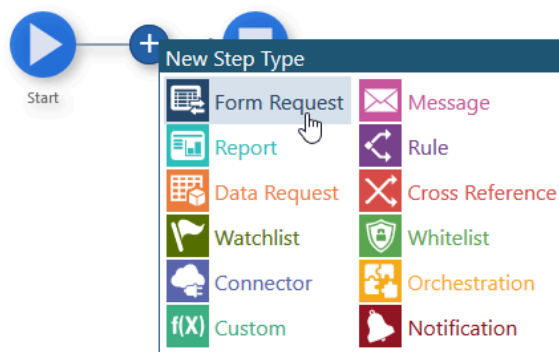 New Step Type
Start
Form Request
Message
Report
Rule
Data Request
Cross Reference
Watchlist
Whitelist
Connector
Orchestration
f(X) Custom
Notification